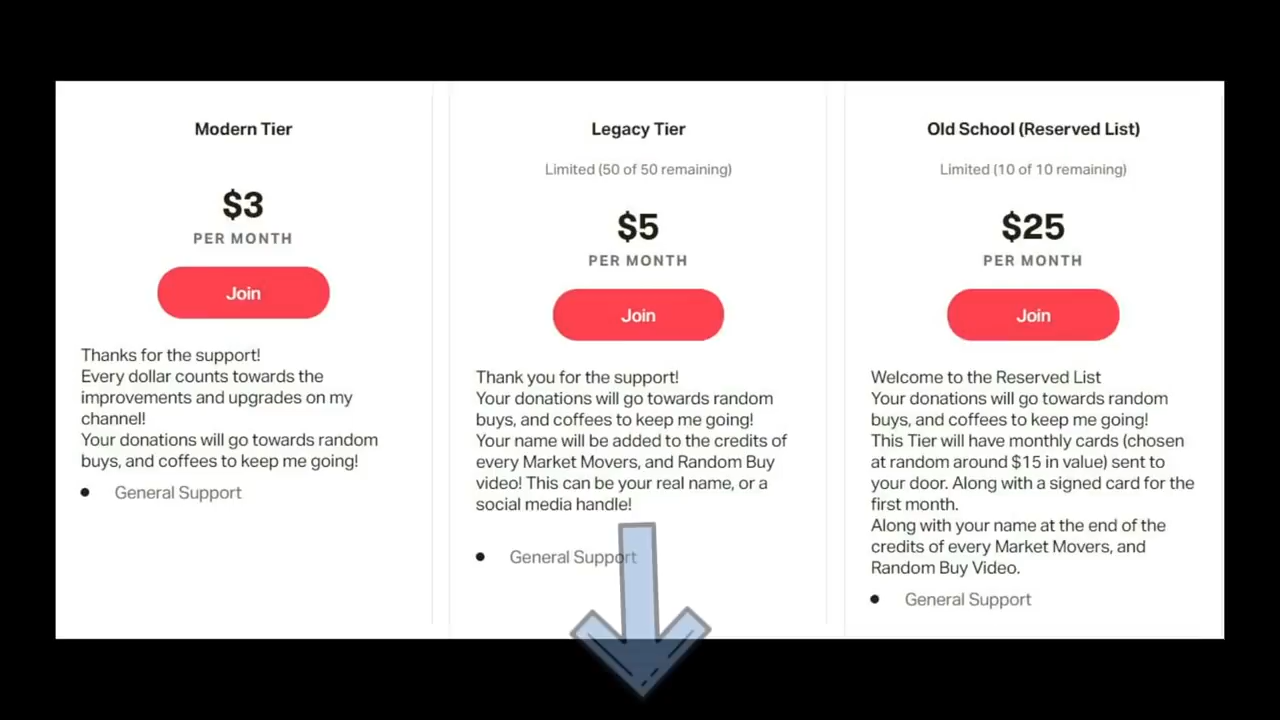 Modern Tier
$3
PER MONTH
Join
Thanks for the support!
Every dollar counts towards the
improvements and upgrades on my
channel!
Your donations will go towards random
buys, and coffees to keep me going!
General Support
Legacy Tier
Limited (50 of 50 remaining)
$5
PER MONTH
Join
Thank you for the support!
Your donations will go towards random
buys, and coffees to keep me going!
Your name will be added to the credits of
every Market Movers, and Random Buy
video! This can be your real name, or a
social media handle!
General Support
Old School (Reserved List)
Limited (10 of 10 remaining)
$25
PER MONTH
Join
Welcome to the Reserved List
Your donations will go towards random
buys, and coffees to keep me going!
This Tier will have monthly cards (chosen
at random around $15 in value) sent to
your door. Along with a signed card for the
first month.
Along with your name at the end of the
credits of every Market Movers, and
Random Buy Video.
General Support